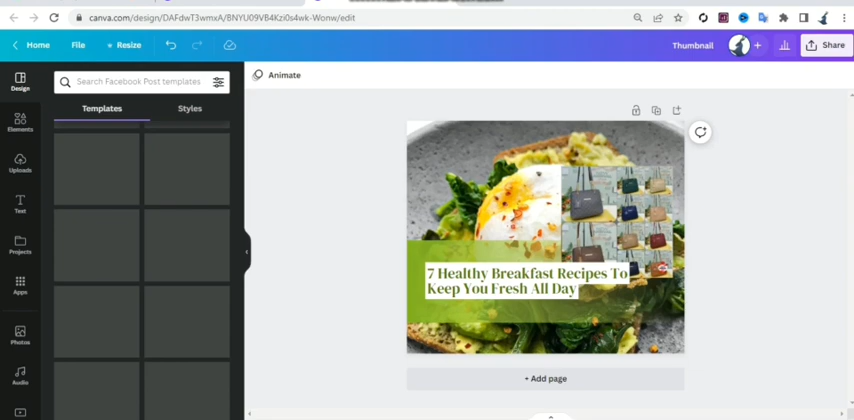 canva.com/design/DAFdwT3wmxA/BNYU09VB4Kzi0s4wk-Wonw/edit
Home
File
Resize
Thumbnail
Share
Design
Search Facebook Post templates
Animate
Templates
Styles
Elements
Uploads
Text
Projects
Apps
Photos
Audio
7 Healthy Breakfast Recipes To
Keep You Fresh All Day
+ Add page